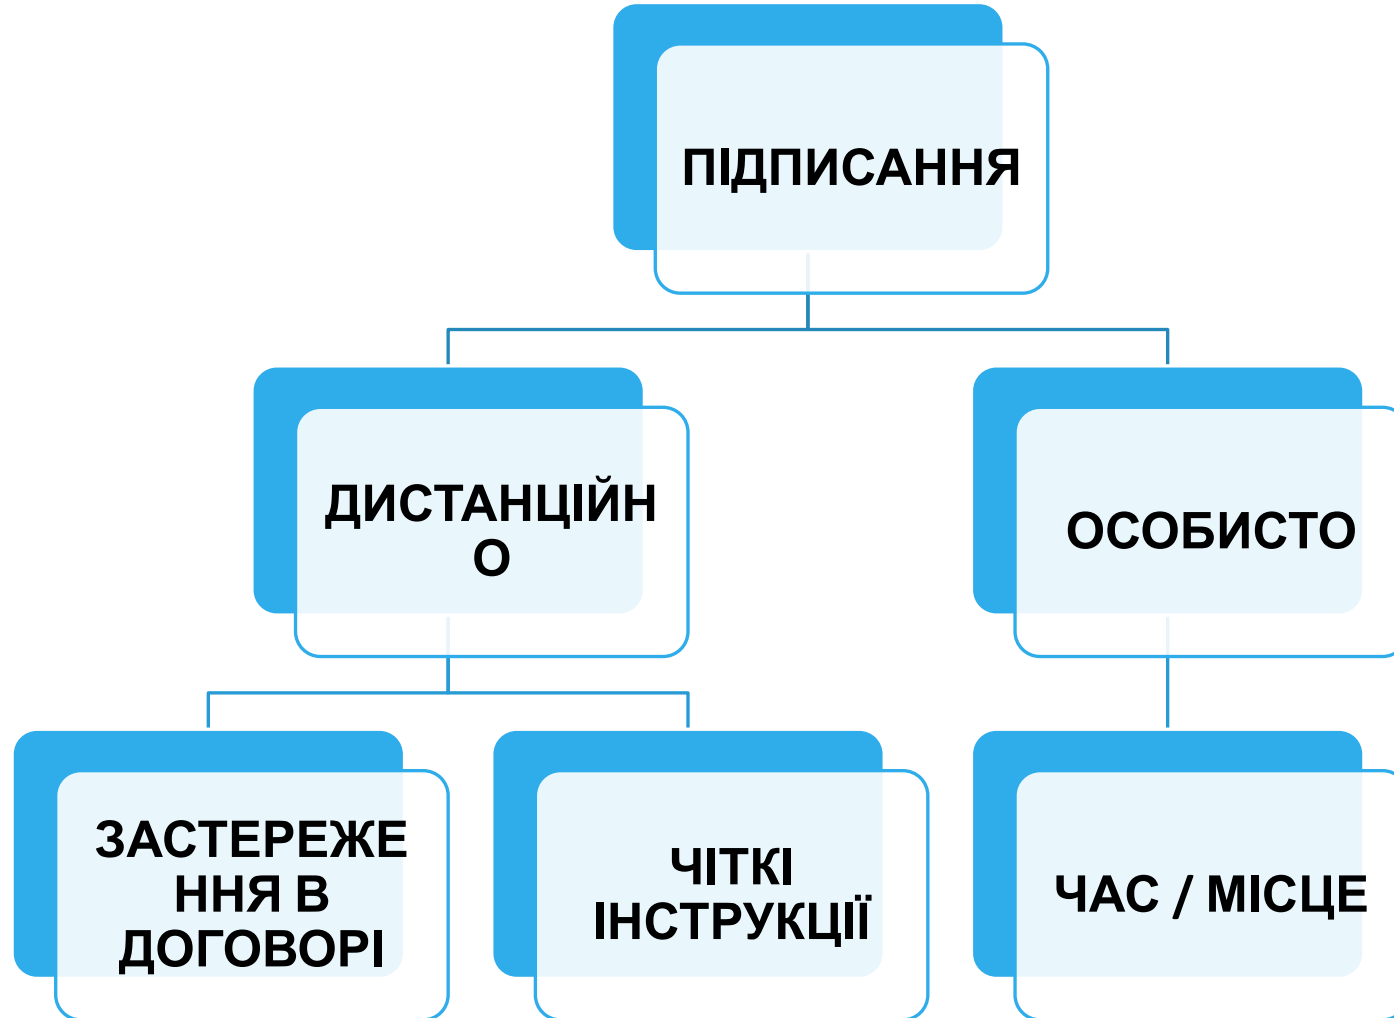 ПІДПИСАННЯ
ДИСТАНЦІЙН
О
ОСОБИСТО
ЗАСТЕРЕЖЕ
ННЯ В
ДОГОВОРІ
ЧІТКІ
ІНСТРУКЦІЇ
ЧАС / МІСЦЕ